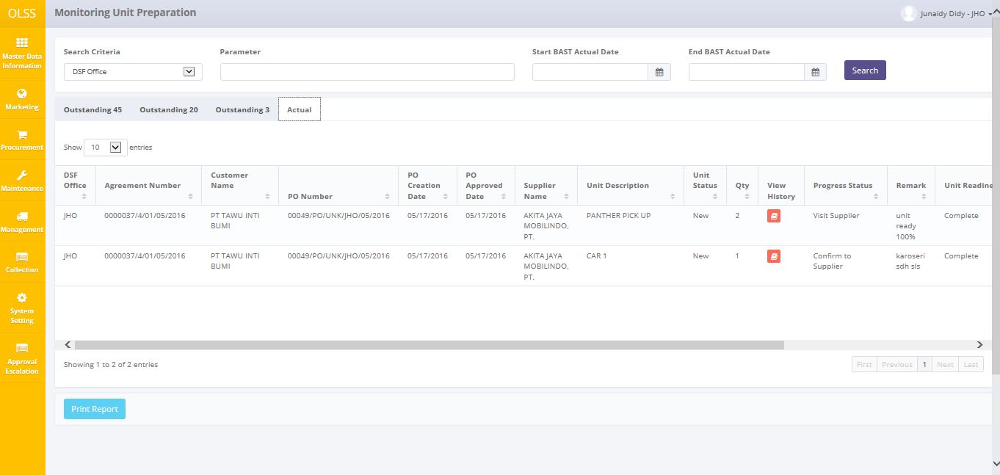 OLSS
Monitoring Unit Preparation
Junaidy Didy - JHO
Master Data
Information
Marketing
Procurement
Maintenance
Management
Collection
System
Setting
Approval
Escalation
Search Criteria
Parameter
Start BAST Actual Date
End BAST Actual Date
DSF Office
Search
Outstanding 45
Outstanding 20
Outstanding 3
Actual
Show 10 entries
DSF
Office
Agreement Number
Customer
Name
PO Number
PO
Creation
Date
PO
Approved
Date
Supplier
Name
Unit Description
Unit
Status
Qty
View
History
Progress Status
Remark
Unit Readine
JHO
0000037/4/01/05/2016
PT TAWU INTI
BUMI
00049/PO/UNK/JHO/05/2016
05/17/2016
05/17/2016
AKITA JAYA
MOBILINDO,
PT.
PANTHER PICK UP
New
2
Visit Supplier
unit
ready
100%
Complete
JHO
0000037/4/01/05/2016
PT TAWU INTI
BUMI
00049/PO/UNK/JHO/05/2016
05/17/2016
05/17/2016
AKITA JAYA
MOBILINDO,
PT.
CAR 1
New
1
Confirm to
Supplier
karoseri
sdh sls
Complete
Showing 1 to 2 of 2 entries
First Previous 1 Next Last
Print Report